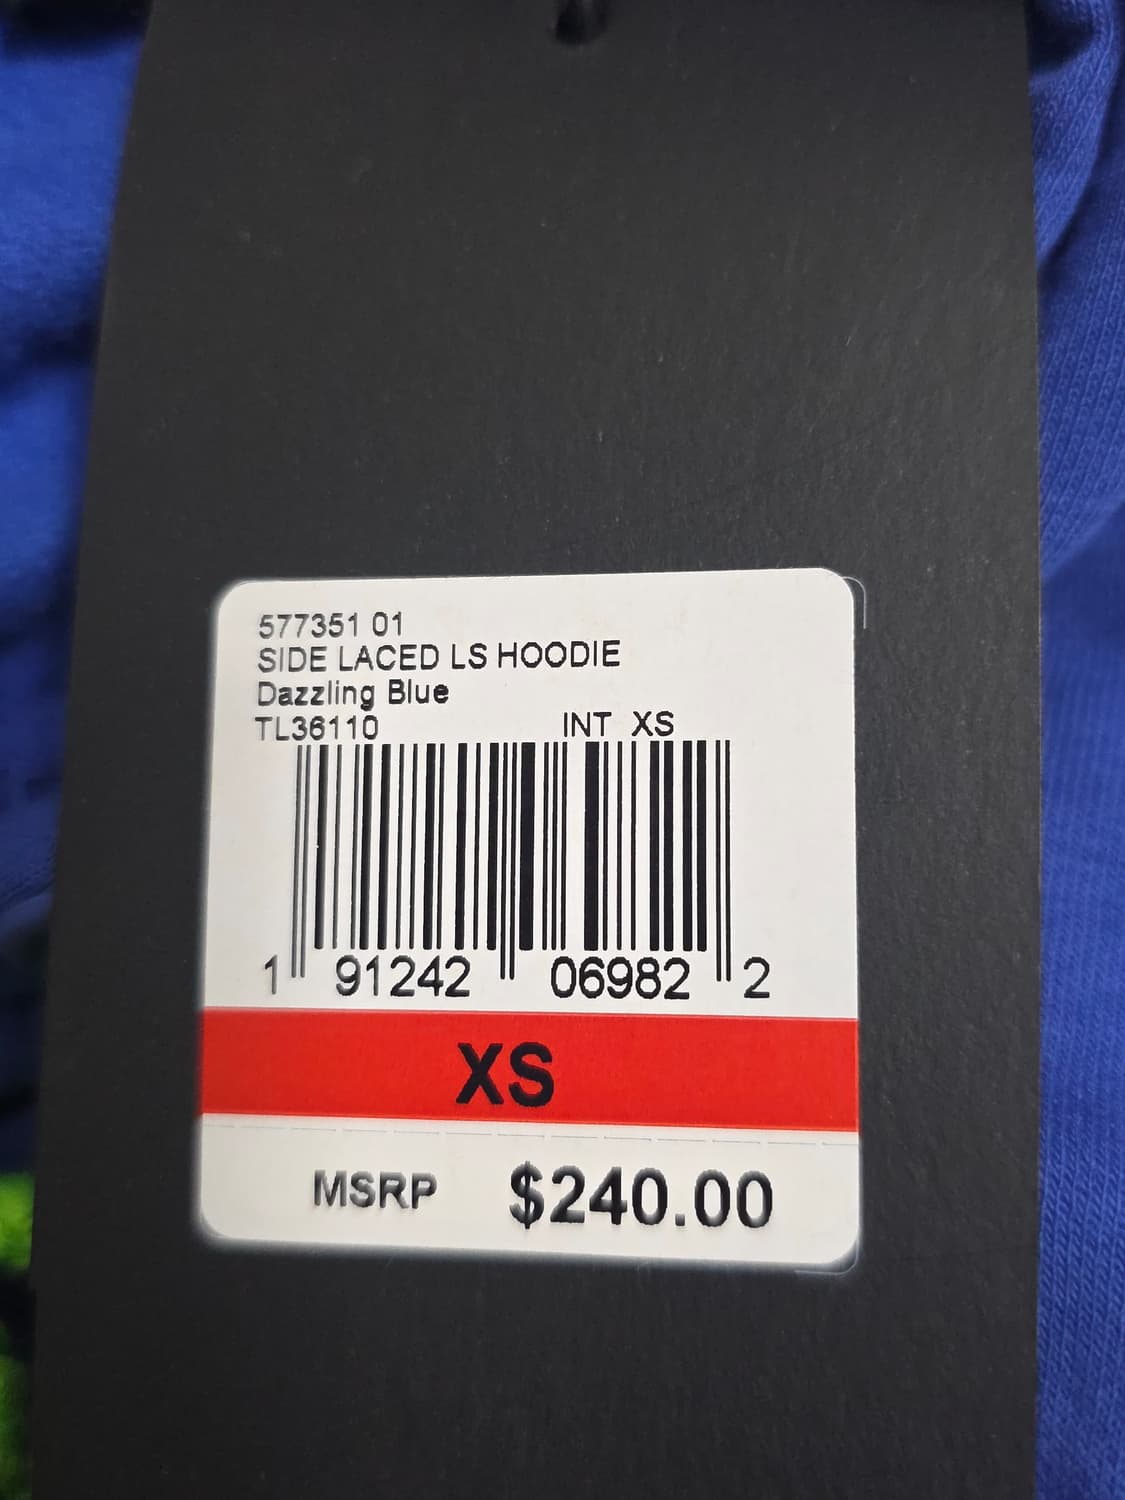 577351 01
SIDE LACED LS HOODIE
Dazzling Blue
TL36110 INT XS
1 91242 06982 2
XS
MSRP $240.00